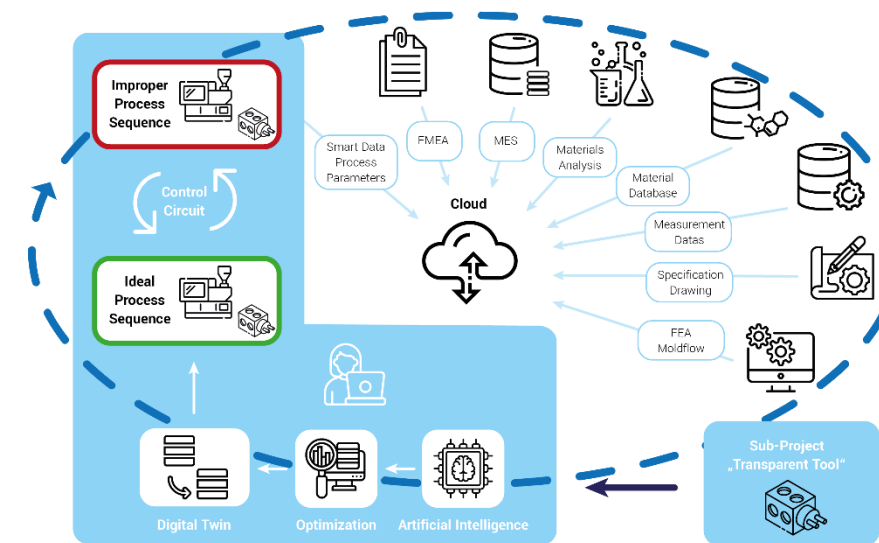 Improper
Process
Sequence
Control
Circuit
Ideal
Process
Sequence
Smart Data
Process
Parameters
FMEA
MES
Materials
Analysis
Material
Database
Measurement
Datas
Specification
Drawing
FEA
Moldflow
Cloud
Digital Twin
Optimization
Artificial Intelligence
Sub-Project
„Transparent Tool“